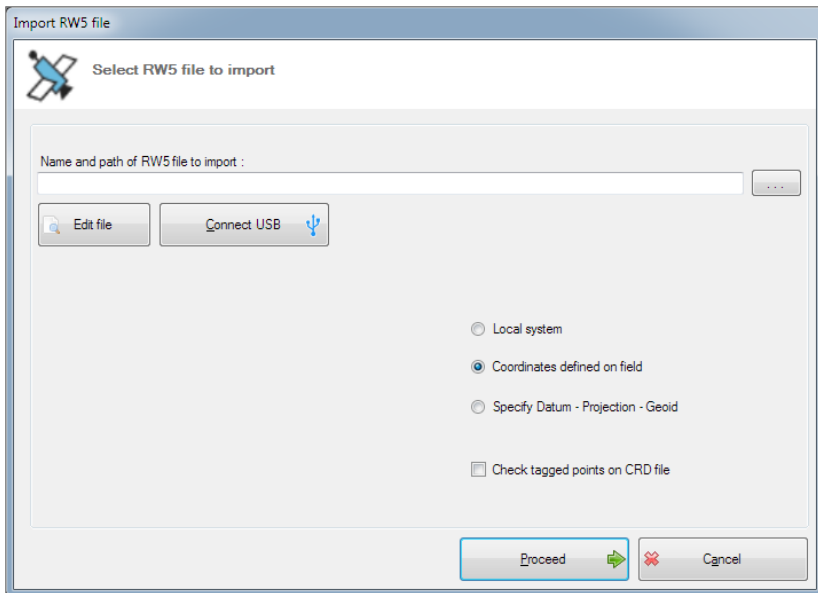 Import RW5 file
Select RW5 file to import
Name and path of RW5 file to import :
...
Edit file
Connect USB
Local system
Coordinates defined on field
Specify Datum - Projection - Geoid
Check tagged points on CRD file
Proceed
Cancel